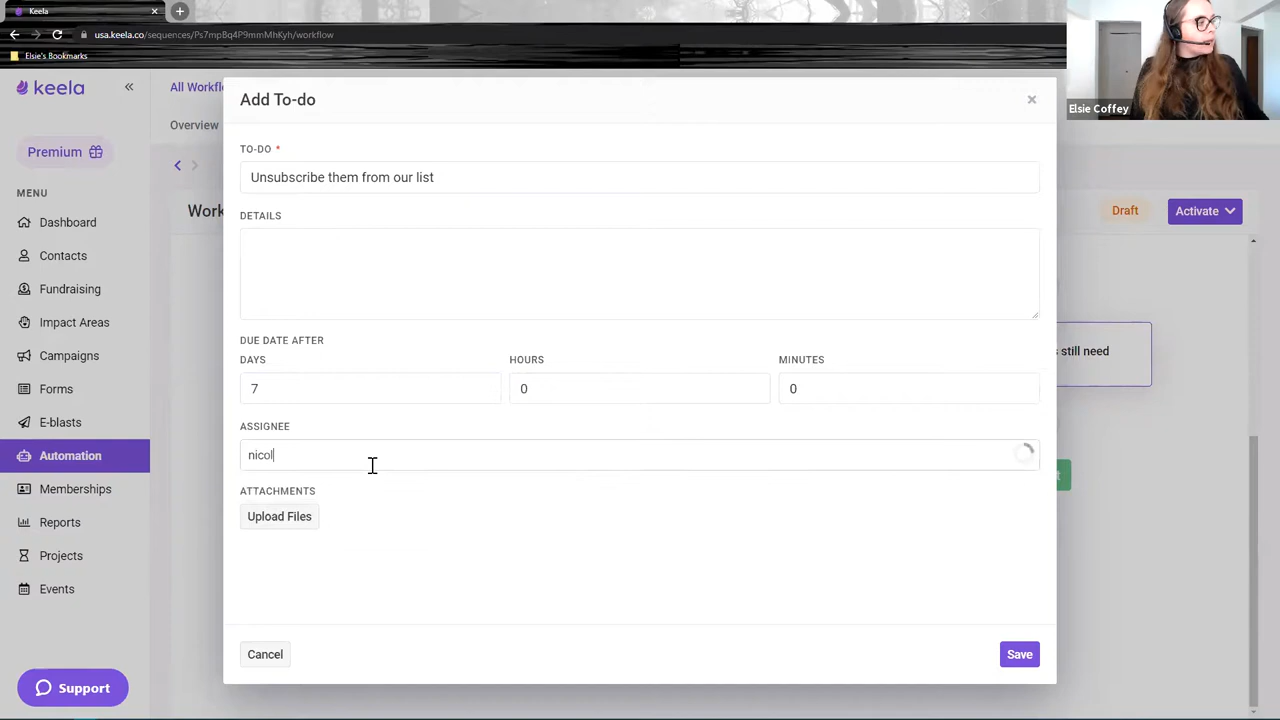 Keela
usa.keela.co/sequences/Ps7mpBq4P9mmMhKyh/workflow
Elsie's Bookmarks
Elsie Coffey
keela
Premium
MENU
Dashboard
Contacts
Fundraising
Impact Areas
Campaigns
Forms
E-blasts
Automation
Memberships
Reports
Projects
Events
Support
All Workfl
Overview
Work
Draft
Activate
s still need
t
Add To-do
TO-DO *
Unsubscribe them from our list
DETAILS
DUE DATE AFTER
DAYS HOURS MINUTES
7 0 0
ASSIGNEE
nicol
ATTACHMENTS
Upload Files
Cancel
Save